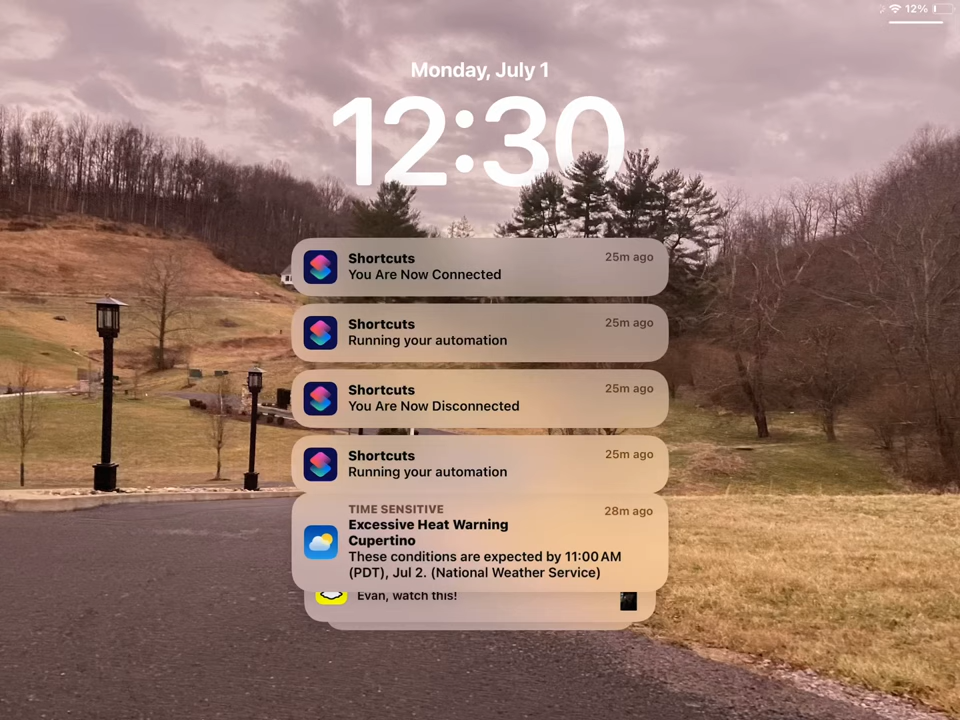 12%
Monday, July 1
12:30
Shortcuts 25m ago
You Are Now Connected
Shortcuts 25m ago
Running your automation
Shortcuts 25m ago
You Are Now Disconnected
Shortcuts 25m ago
Running your automation
TIME SENSITIVE 28m ago
Excessive Heat Warning
Cupertino
These conditions are expected by 11:00 AM
(PDT), Jul 2. (National Weather Service)
Evan, watch this!